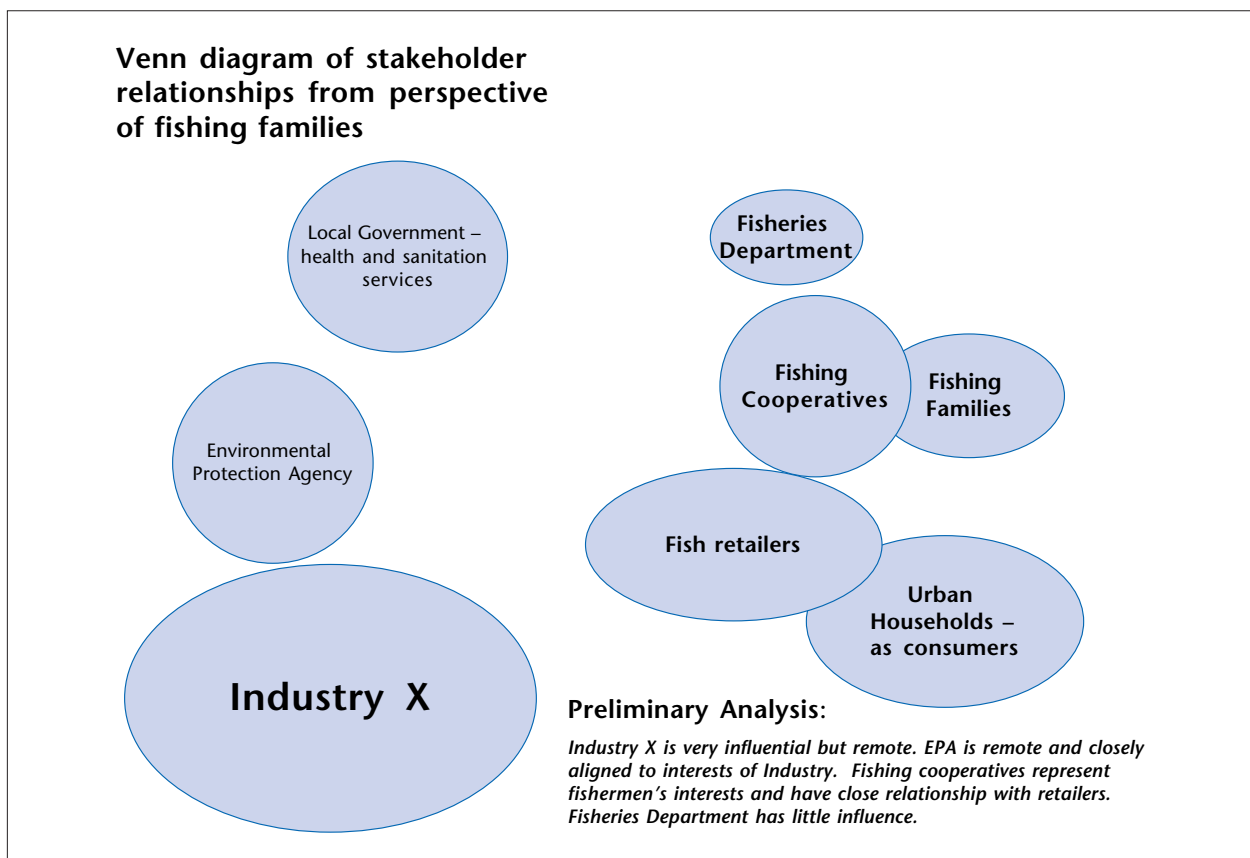 Venn diagram of stakeholder
relationships from perspective
of fishing families
Local Government –
health and sanitation
services
Fisheries
Department
Fishing
Cooperatives
Fishing
Families
Environmental
Protection Agency
Fish retailers
Urban
Households –
as consumers
Industry X
Preliminary Analysis:
Industry X is very influential but remote. EPA is remote and closely
aligned to interests of Industry. Fishing cooperatives represent
fishermen's interests and have close relationship with retailers.
Fisheries Department has little influence.